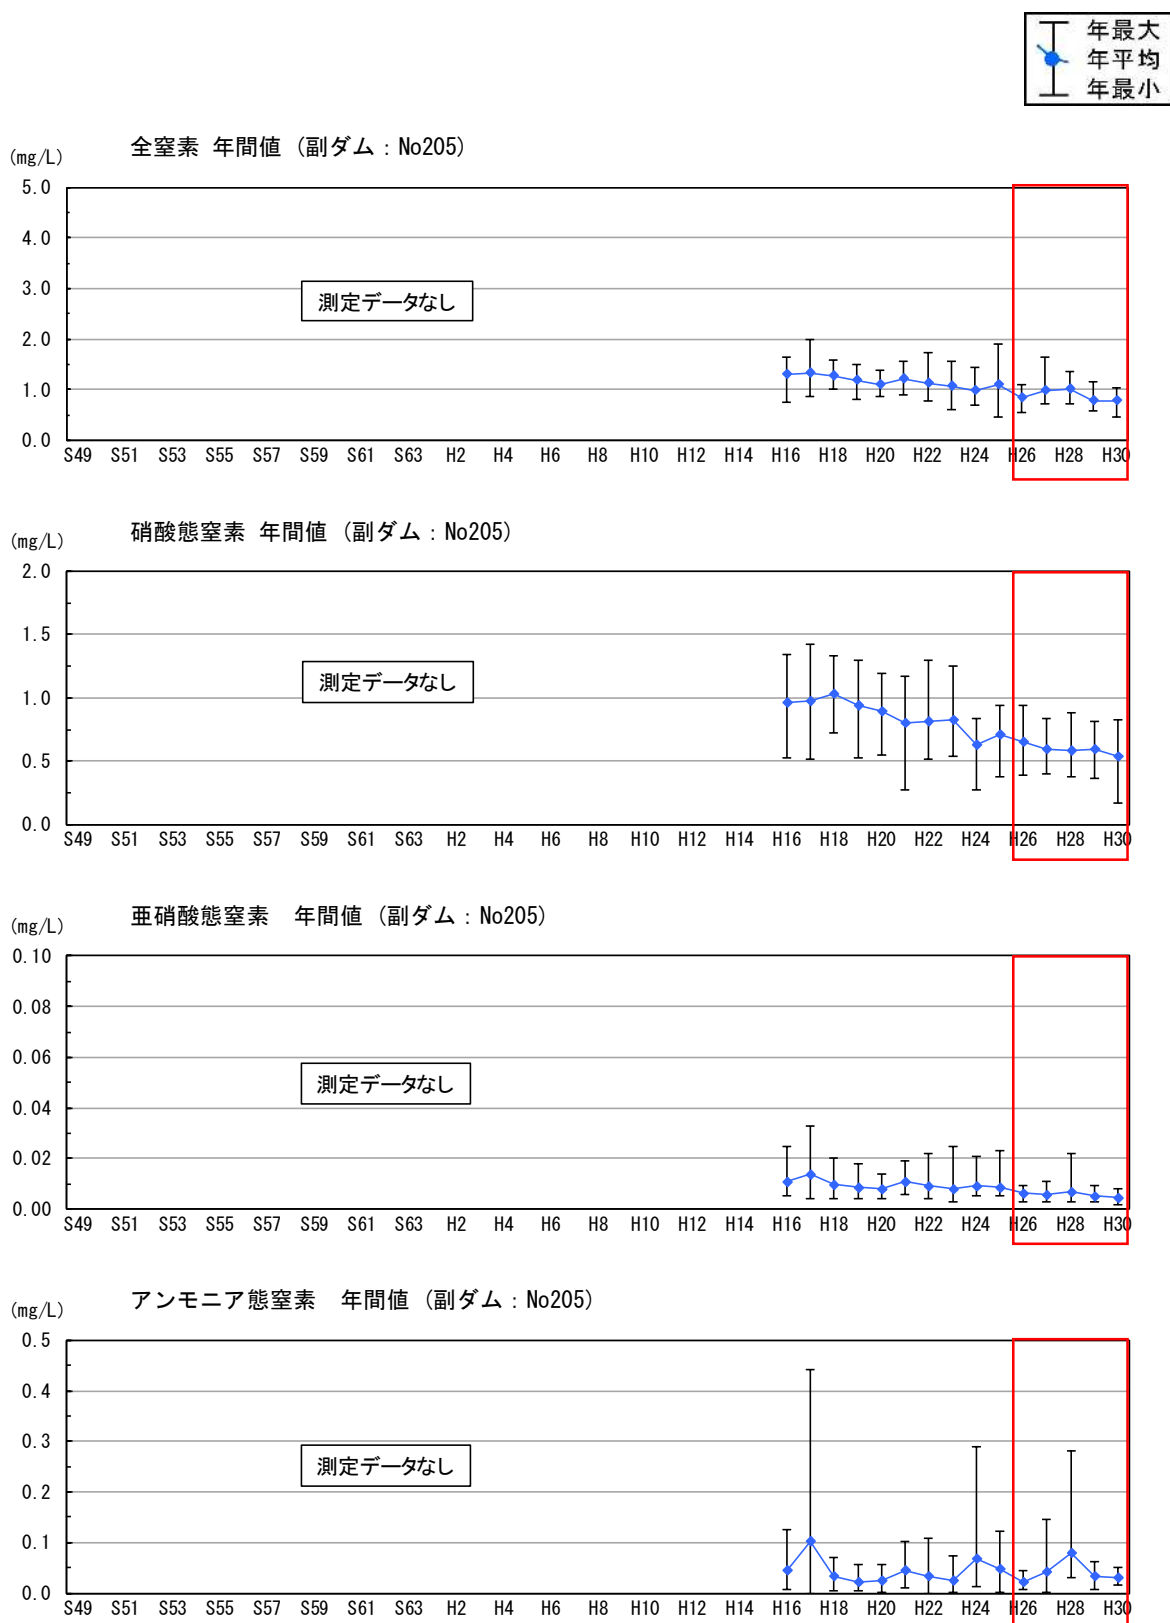 年最大
年平均
年最小
全窒素 年間値 (副ダム：No205)
(mg/L)
5.0
4.0
3.0
2.0
1.0
0.0
測定データなし
S49 S51 S53 S55 S57 S59 S61 S63 H2 H4 H6 H8 H10 H12 H14 H16 H18 H20 H22 H24 H26 H28 H30
硝酸態窒素 年間値 (副ダム：No205)
(mg/L)
2.0
1.5
1.0
0.5
0.0
測定データなし
S49 S51 S53 S55 S57 S59 S61 S63 H2 H4 H6 H8 H10 H12 H14 H16 H18 H20 H22 H24 H26 H28 H30
亜硝酸態窒素　年間値 (副ダム：No205)
(mg/L)
0.10
0.08
0.06
0.04
0.02
0.00
測定データなし
S49 S51 S53 S55 S57 S59 S61 S63 H2 H4 H6 H8 H10 H12 H14 H16 H18 H20 H22 H24 H26 H28 H30
アンモニア態窒素　年間値 (副ダム：No205)
(mg/L)
0.5
0.4
0.3
0.2
0.1
0.0
測定データなし
S49 S51 S53 S55 S57 S59 S61 S63 H2 H4 H6 H8 H10 H12 H14 H16 H18 H20 H22 H24 H26 H28 H30